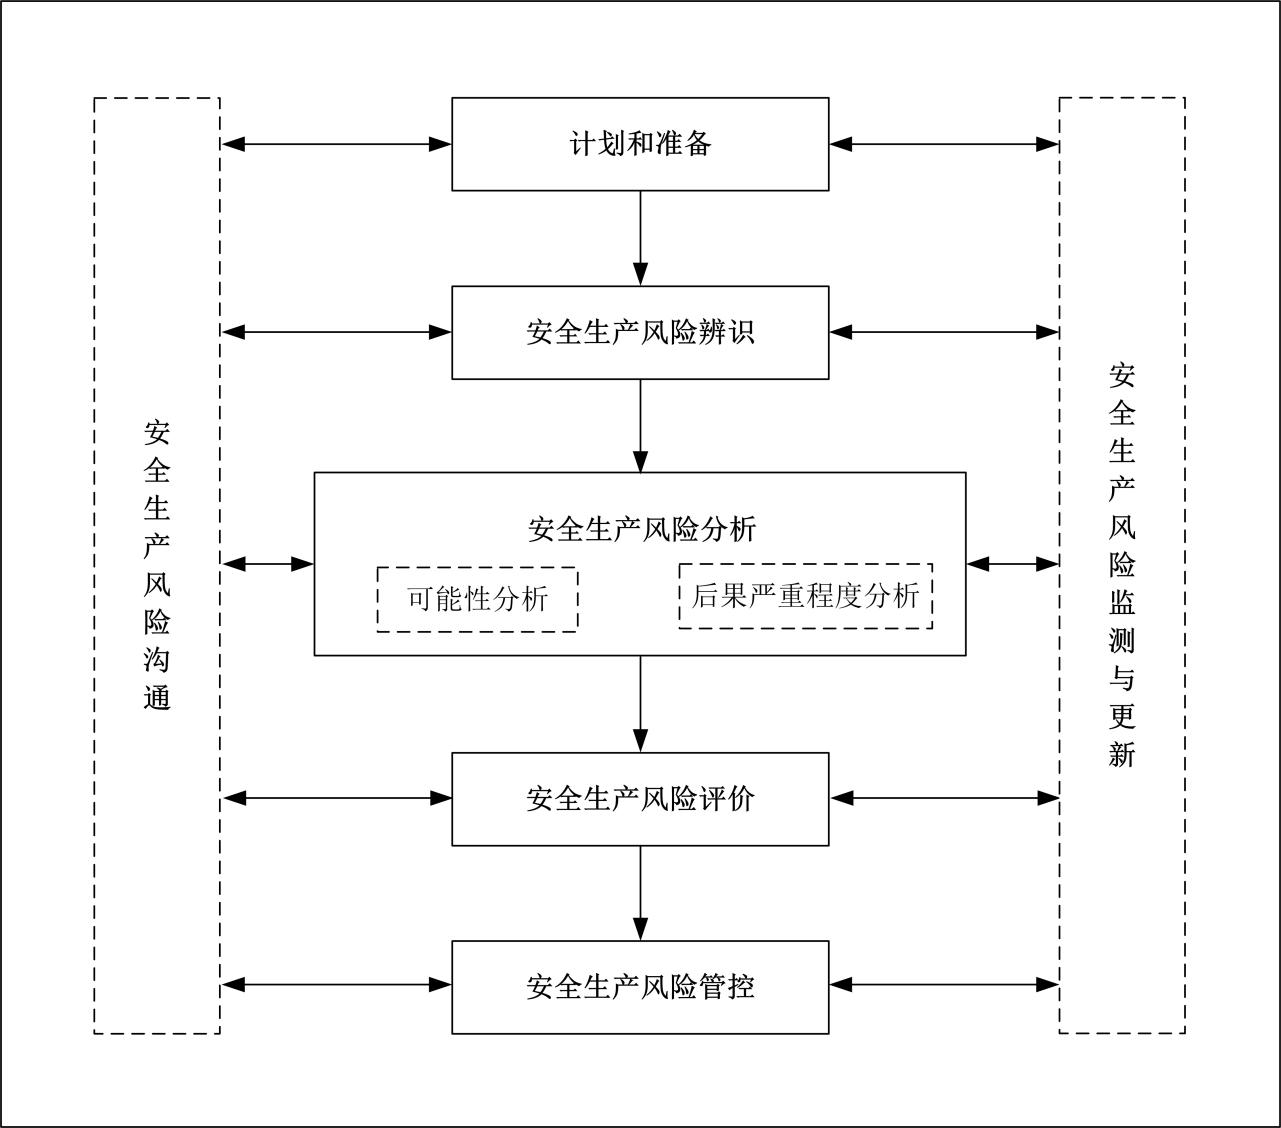 计划和准备
安全生产风险辨识
安全生产风险沟通
安全生产风险分析
可能性分析
后果严重程度分析
安全生产风险监测与更新
安全生产风险评价
安全生产风险管控